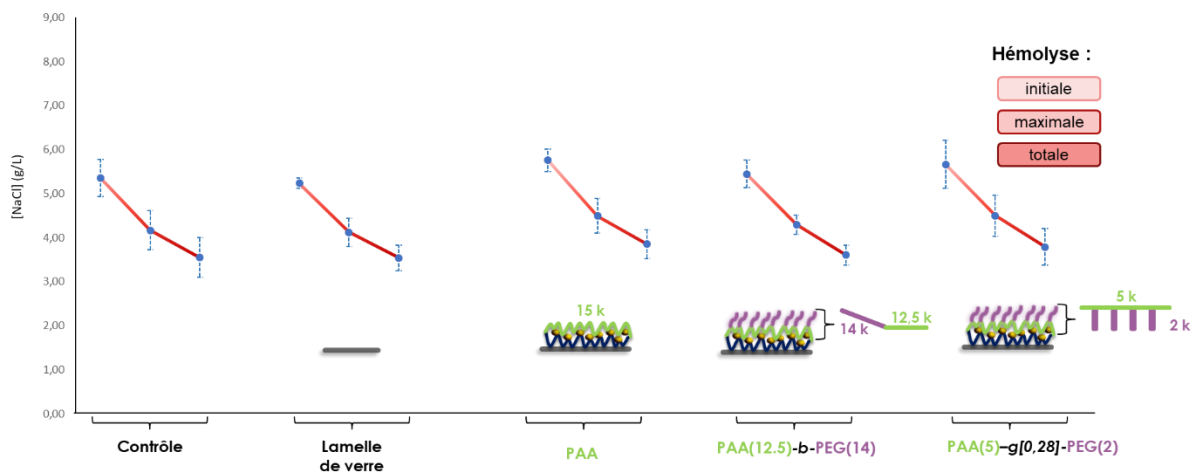 9,00
8,00
7,00
6,00
5,00
4,00
3,00
2,00
1,00
0,00
[NaCl] (g/L)
Hémolyse :
initiale
maximale
totale
15 k
14 k
12,5 k
5 k
2 k
Contrôle
Lamelle
de verre
PAA
PAA(12.5)-b-PEG(14)
PAA(5)–g[0,28]-PEG(2)